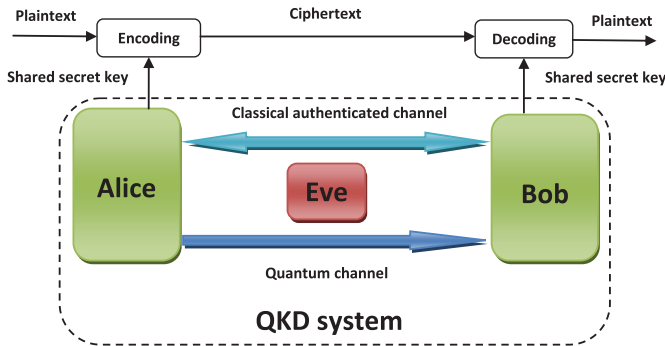 Plaintext
Ciphertext
Plaintext
Encoding
Decoding
Shared secret key
Shared secret key
Classical authenticated channel
Alice
Eve
Bob
Quantum channel
QKD system